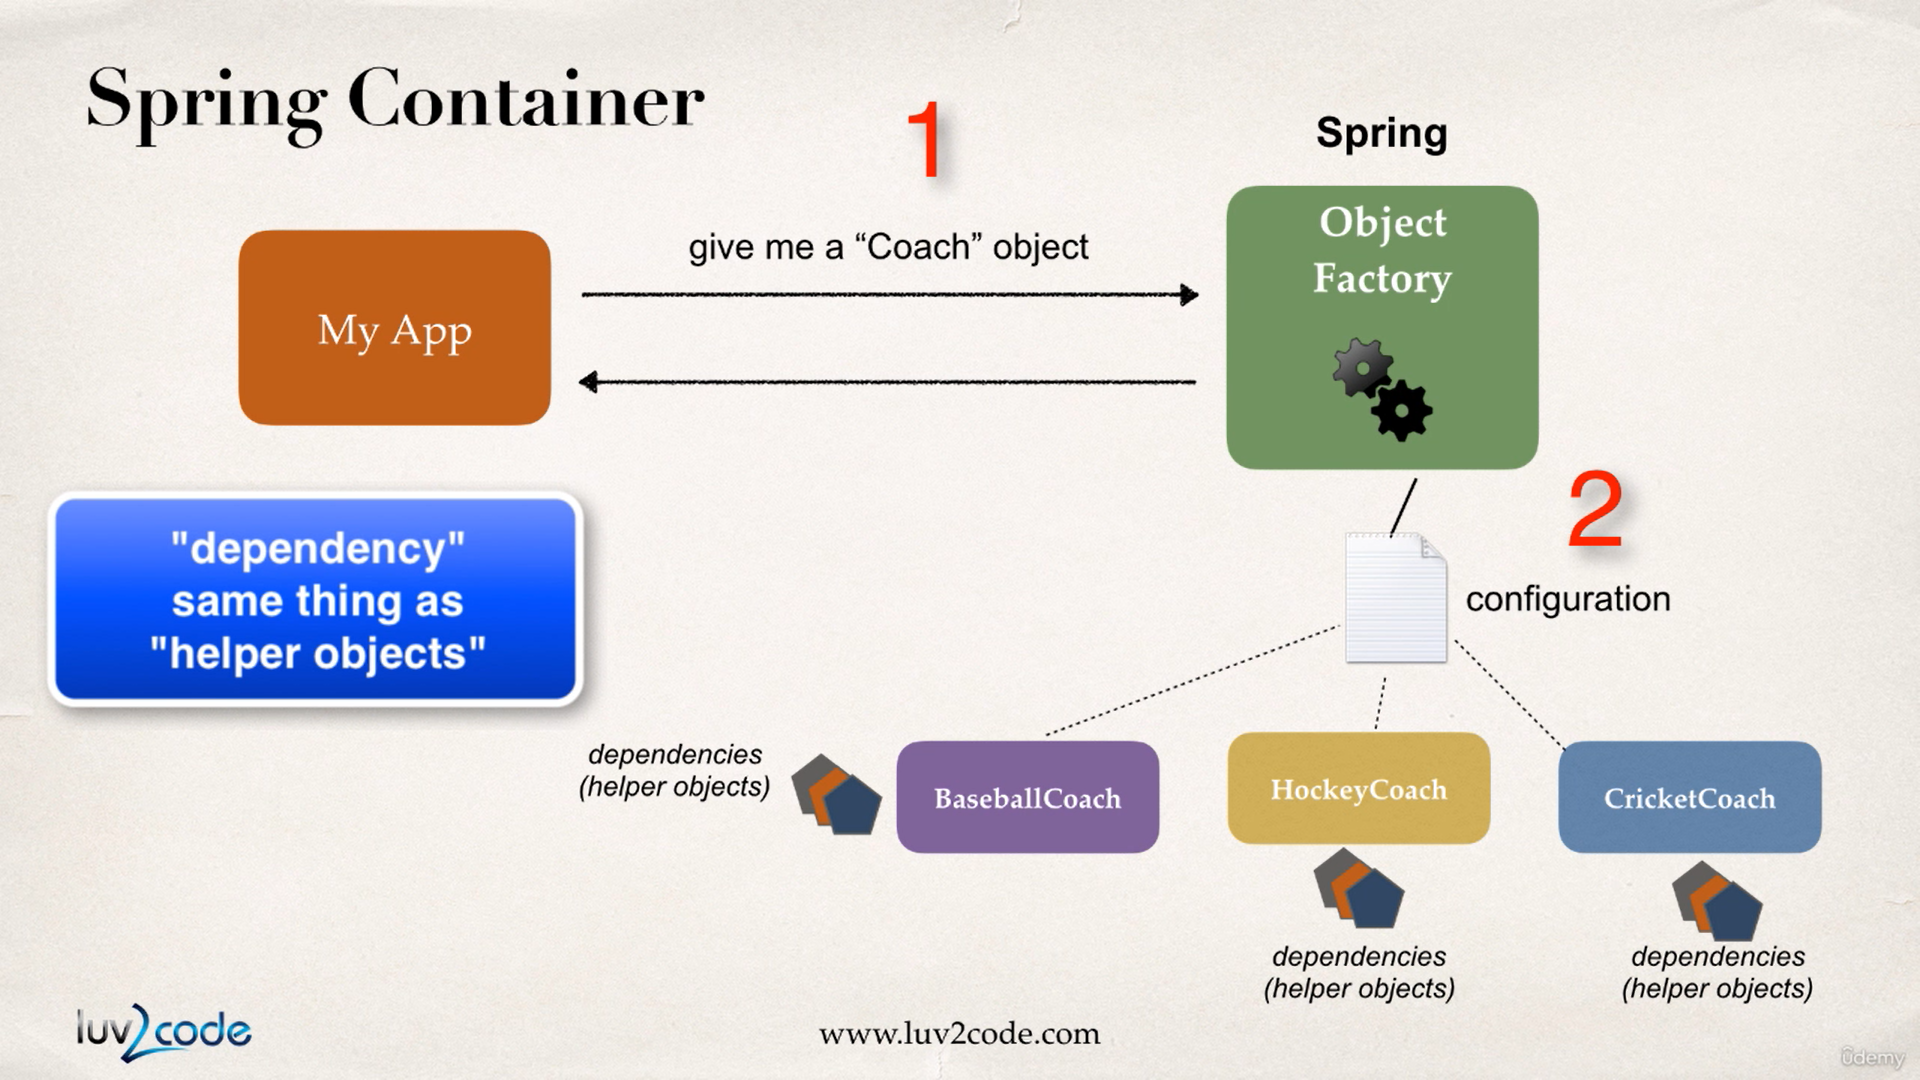 Spring Container
1
Spring
give me a “Coach” object
Object
Factory
My App
2
"dependency"
same thing as
"helper objects"
configuration
dependencies
(helper objects)
BaseballCoach
HockeyCoach
CricketCoach
dependencies
(helper objects)
dependencies
(helper objects)
luv2code
www.luv2code.com
ûdemy